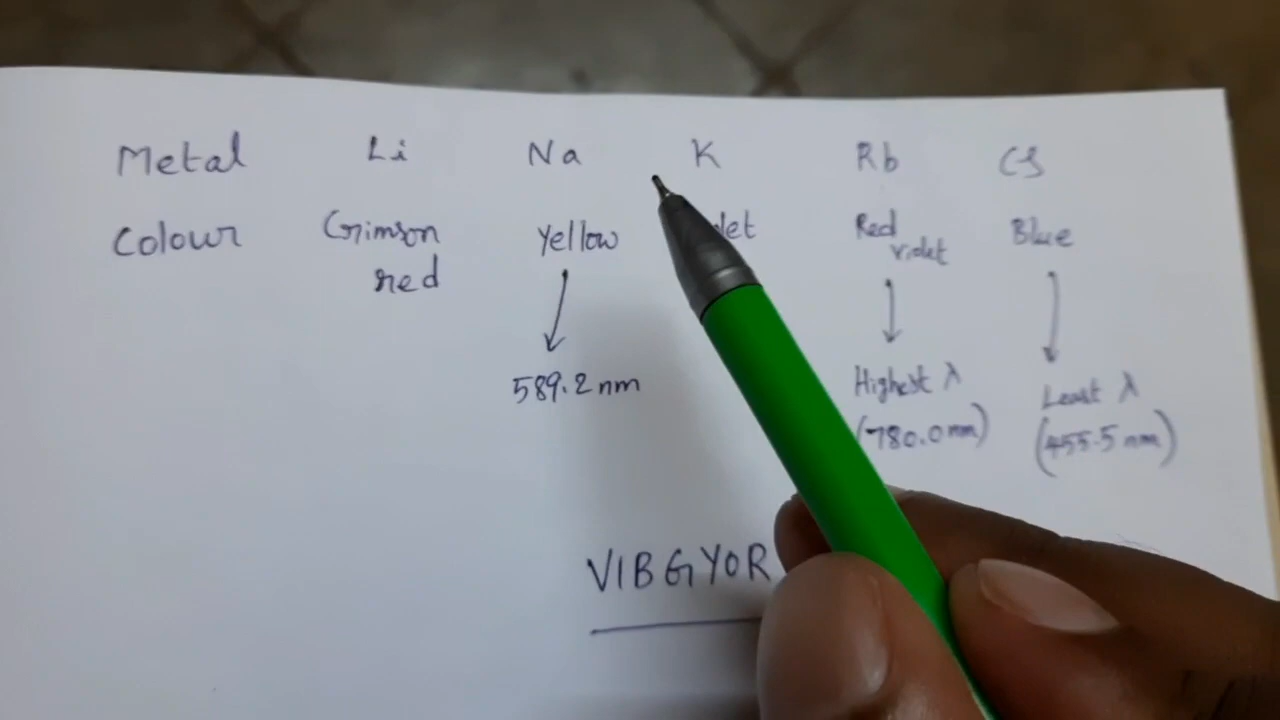 Metal Li Na K Rb Cs
Colour Crimson red Yellow Red violet Blue
589.2 nm Highest λ (780.0 nm) Least λ (455.5 nm)
VIBGYOR